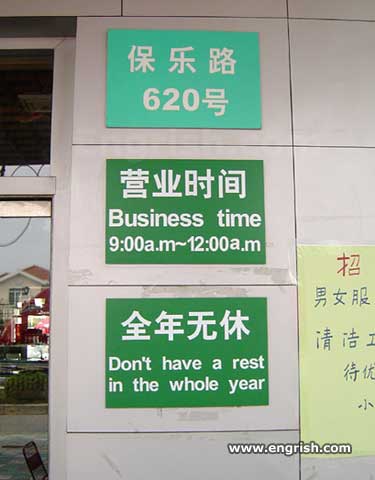 保乐路
620号
营业时间
Business time
9:00a.m~12:00a.m
全年无休
Don't have a rest
in the whole year
招
男女服
清洁工
待优
小
www.engrish.com